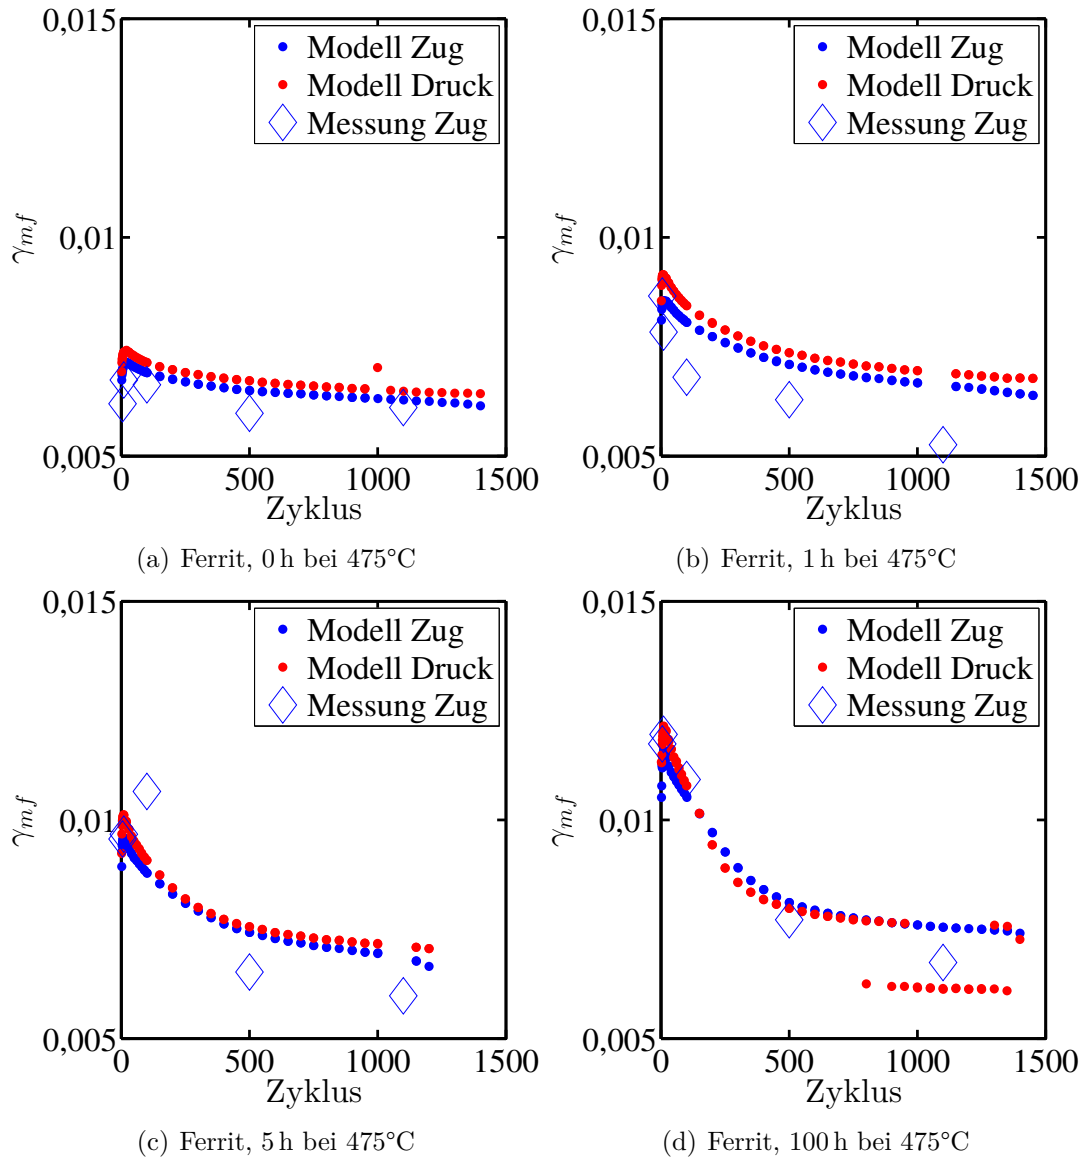 0,015
Modell Zug
Modell Druck
Messung Zug
γmf
0,01
0,005
0 500 1000 1500
Zyklus
(a) Ferrit, 0 h bei 475°C
0,015
Modell Zug
Modell Druck
Messung Zug
γmf
0,01
0,005
0 500 1000 1500
Zyklus
(b) Ferrit, 1 h bei 475°C
0,015
Modell Zug
Modell Druck
Messung Zug
γmf
0,01
0,005
0 500 1000 1500
Zyklus
(c) Ferrit, 5 h bei 475°C
0,015
Modell Zug
Modell Druck
Messung Zug
γmf
0,01
0,005
0 500 1000 1500
Zyklus
(d) Ferrit, 100 h bei 475°C